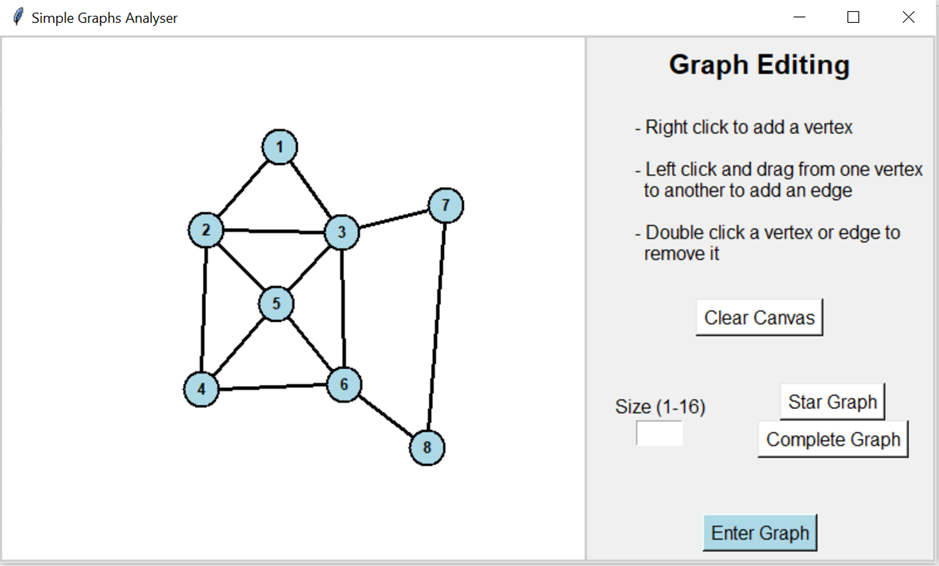 Simple Graphs Analyser
Graph Editing
1
2
3
7
5
4
6
8
- Right click to add a vertex
- Left click and drag from one vertex
to another to add an edge
- Double click a vertex or edge to
remove it
Clear Canvas
Size (1-16)
Star Graph
Complete Graph
Enter Graph